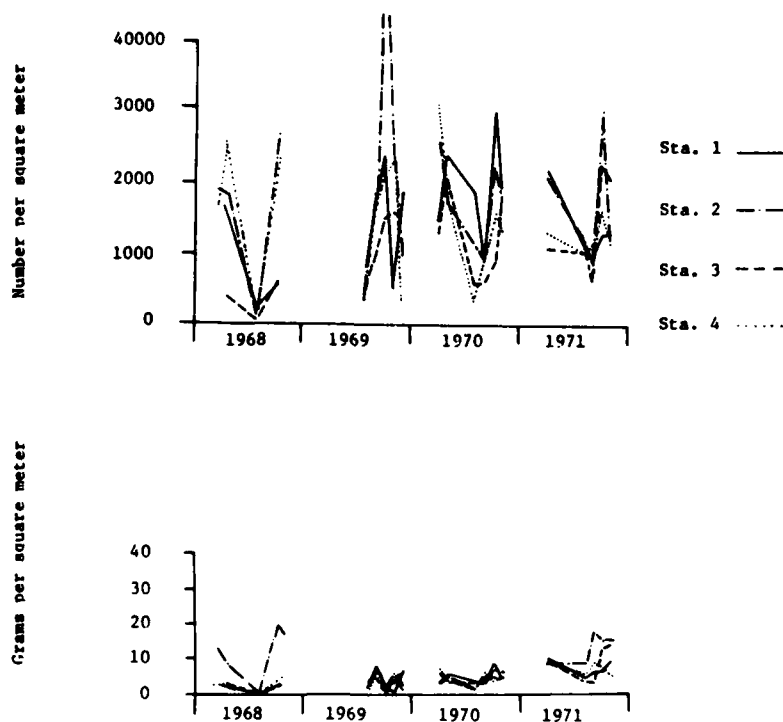 Number per square meter
40000
3000
2000
1000
0
1968 1969 1970 1971
Sta. 1
Sta. 2
Sta. 3
Sta. 4
Grams per square meter
40
30
20
10
0
1968 1969 1970 1971